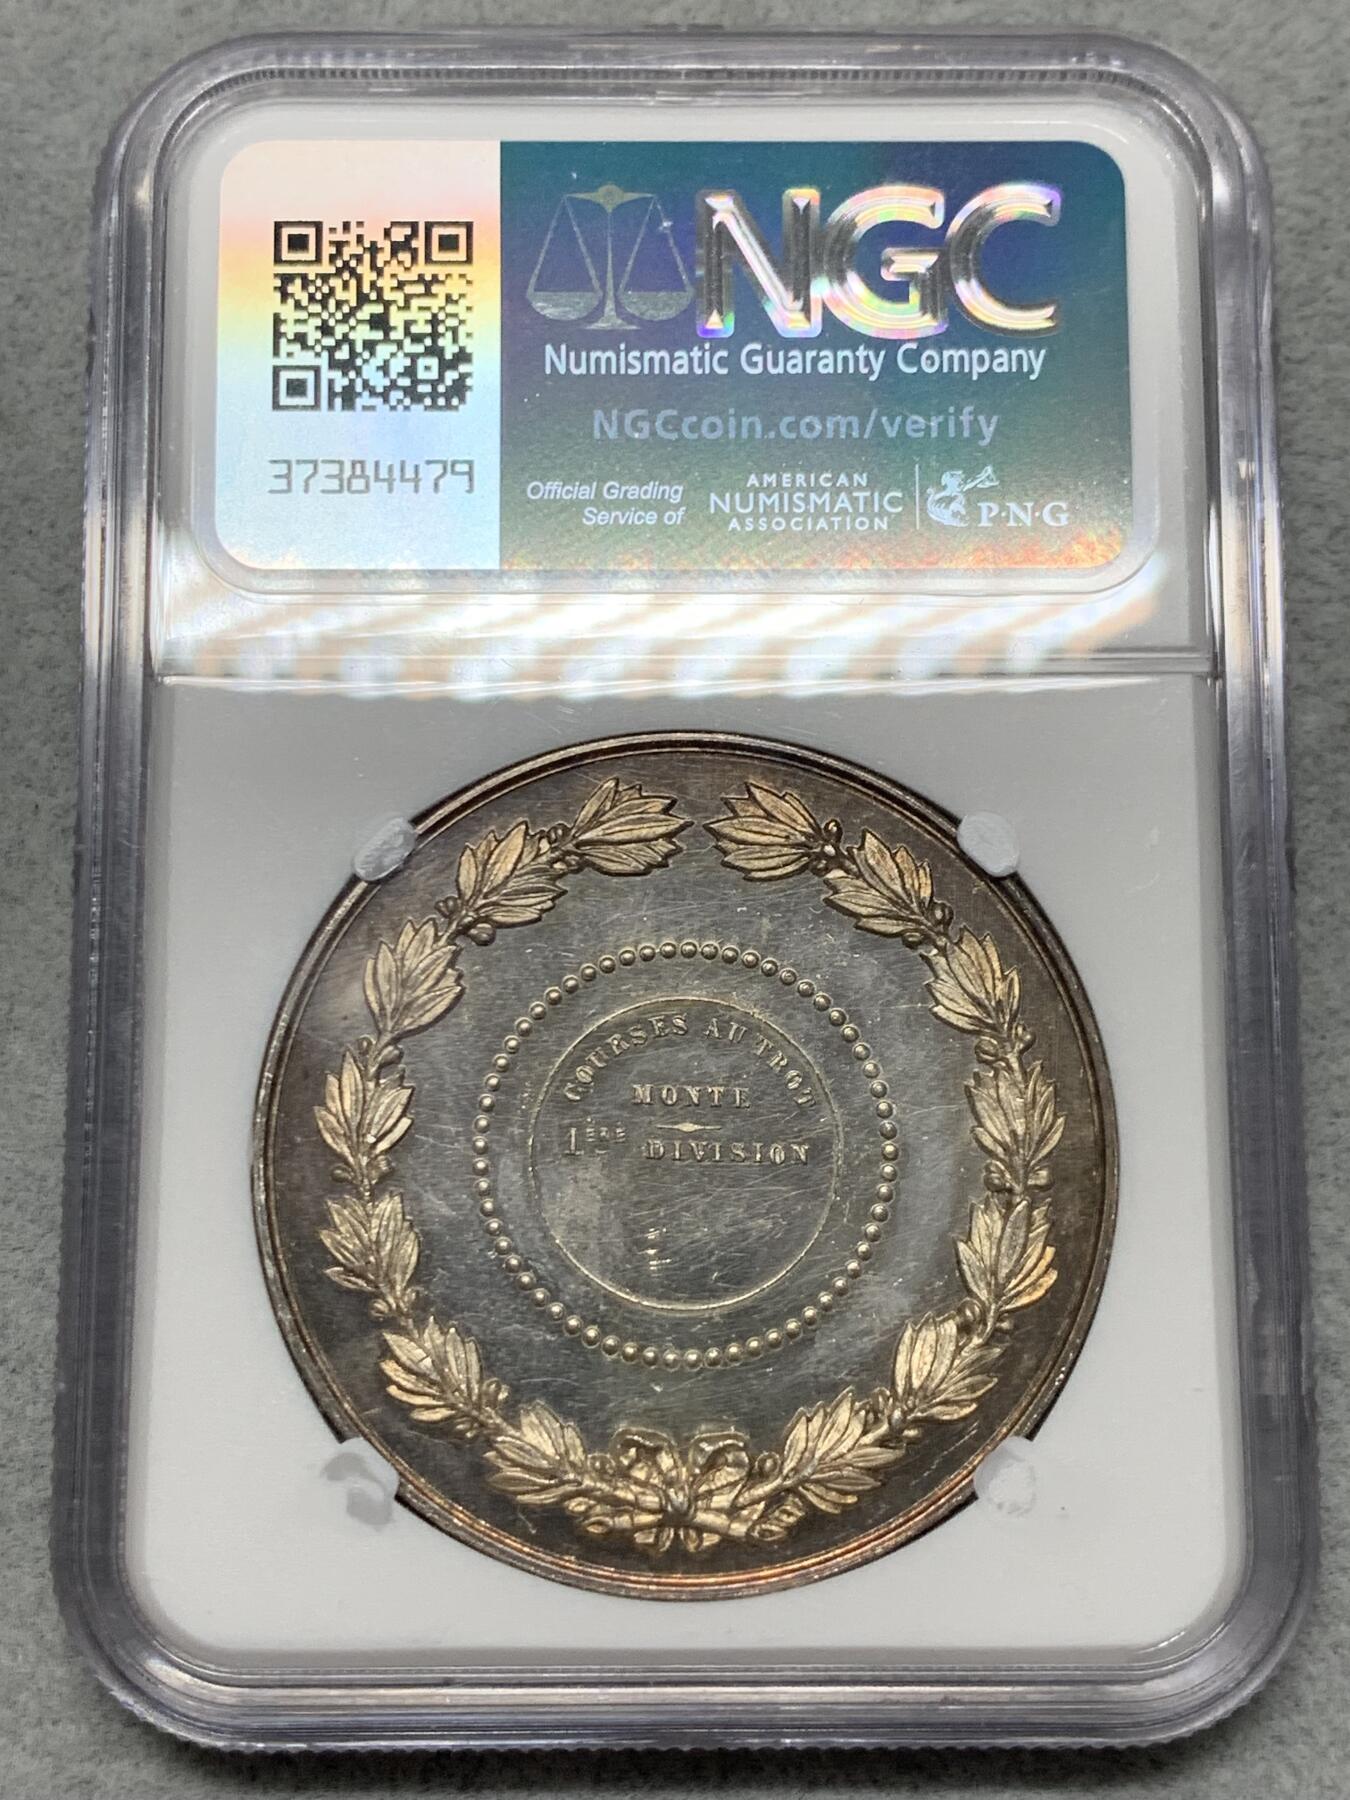 NGC
Numismatic Guaranty Company
NGCcoin.com/verify
37384479
Official Grading
Service of
AMERICAN
NUMISMATIC
ASSOCIATION
P·N·G
COURSES AU TROT
MONTE
1ÈRE DIVISION